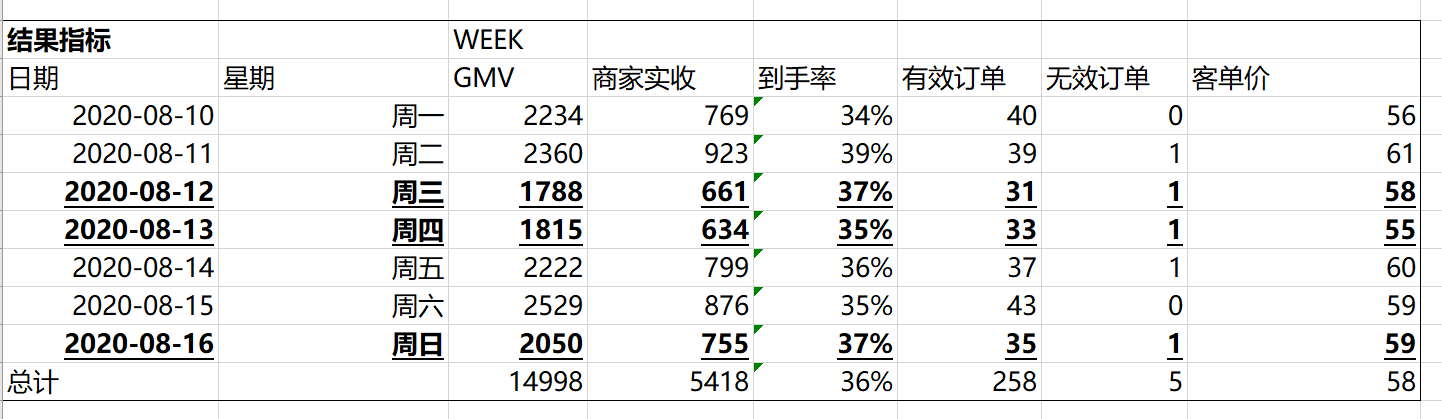 结果指标 WEEK
日期 星期 GMV 商家实收 到手率 有效订单 无效订单 客单价
2020-08-10 周一 2234 769 34% 40 0 56
2020-08-11 周二 2360 923 39% 39 1 61
2020-08-12 周三 1788 661 37% 31 1 58
2020-08-13 周四 1815 634 35% 33 1 55
2020-08-14 周五 2222 799 36% 37 1 60
2020-08-15 周六 2529 876 35% 43 0 59
2020-08-16 周日 2050 755 37% 35 1 59
总计 14998 5418 36% 258 5 58